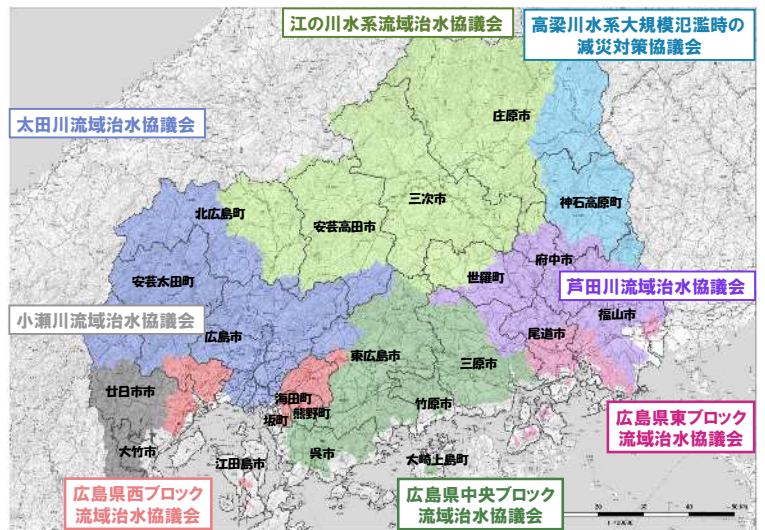 江の川水系流域治水協議会
高梁川水系大規模氾濫時の
減災対策協議会
太田川流域治水協議会
庄原市
神石高原町
三次市
北広島町
安芸高田市
府中市
世羅町
安芸太田町
芦田川流域治水協議会
福山市
小瀬川流域治水協議会
広島市
尾道市
東広島市
三原市
廿日市市
海田町
熊野町
坂町
竹原市
大竹市
呉市
江田島市
大崎上島町
広島県東ブロック
流域治水協議会
広島県西ブロック
流域治水協議会
広島県中央ブロック
流域治水協議会